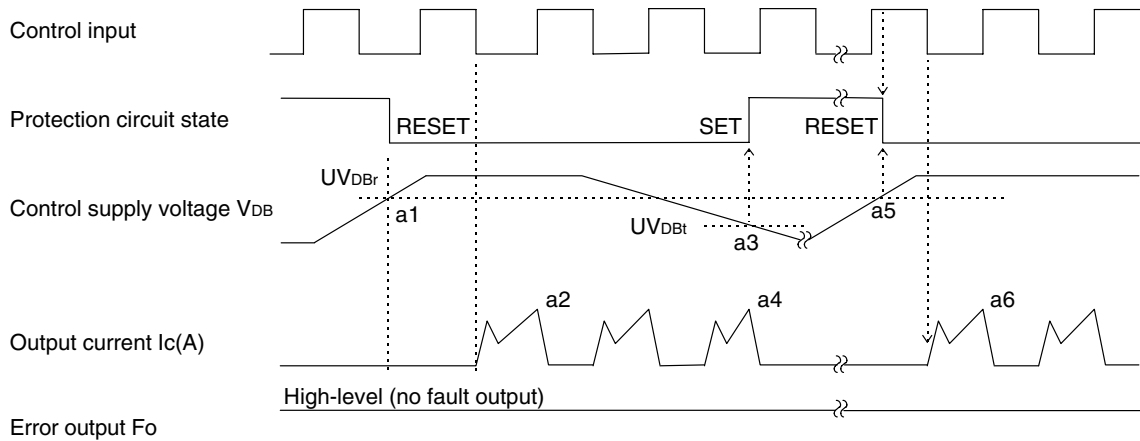 Control input
Protection circuit state
RESET
SET
RESET
UVDBr
Control supply voltage VDB
a1
UVDBt
a3
a5
a2
a4
a6
Output current Ic(A)
High-level (no fault output)
Error output Fo